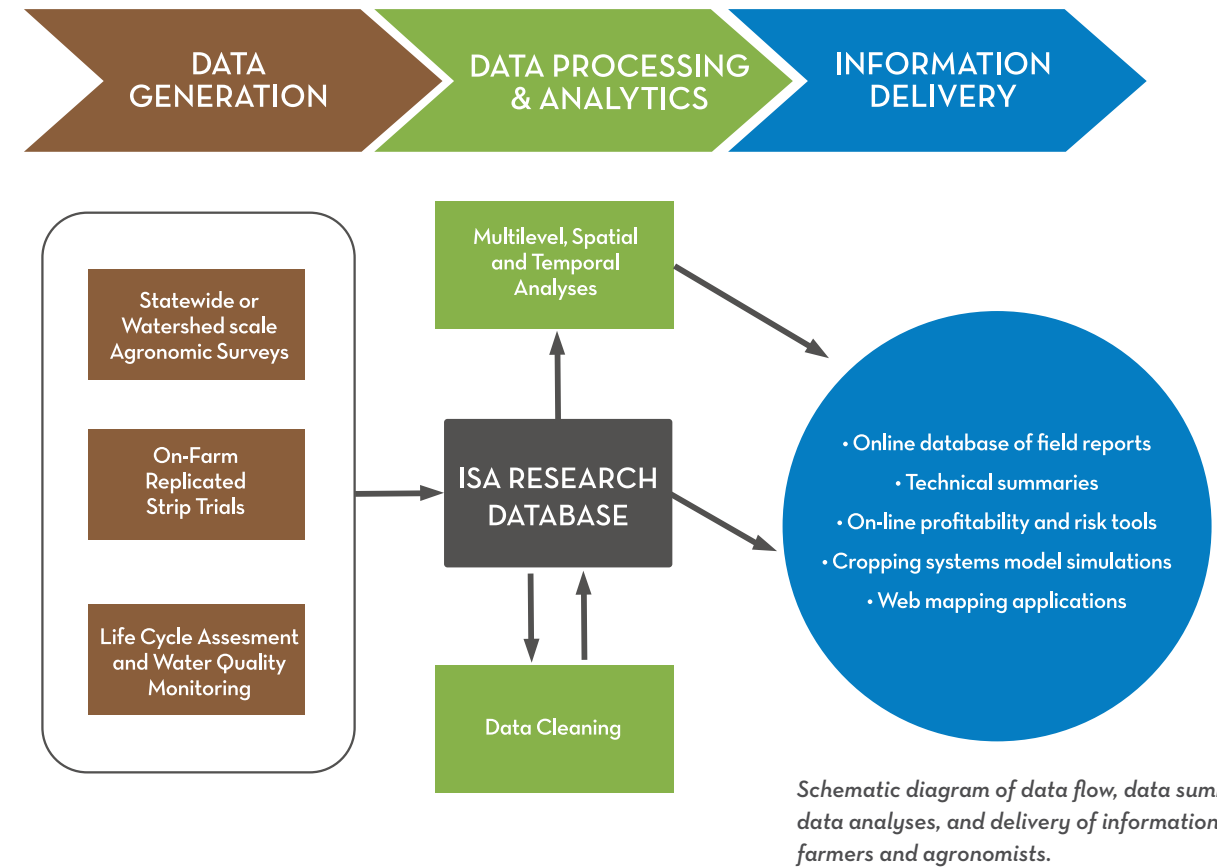 DATA
GENERATION
DATA PROCESSING
& ANALYTICS
INFORMATION
DELIVERY
Statewide or
Watershed scale
Agronomic Surveys
On-Farm
Replicated
Strip Trials
Life Cycle Assesment
and Water Quality
Monitoring
Multilevel, Spatial
and Temporal
Analyses
ISA RESEARCH
DATABASE
Data Cleaning
• Online database of field reports
• Technical summaries
• On-line profitability and risk tools
• Cropping systems model simulations
• Web mapping applications
Schematic diagram of data flow, data
data analyses, and delivery of information
farmers and agronomists.